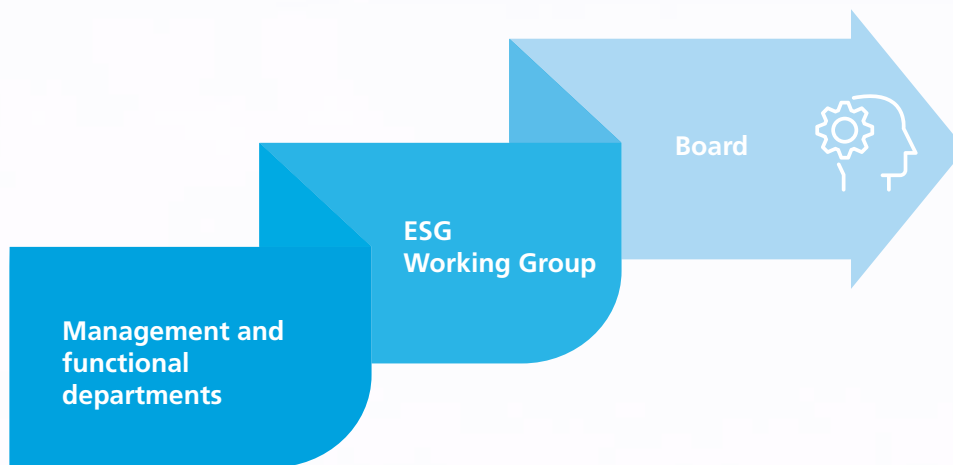 Board
ESG
Working Group
Management and
functional
departments